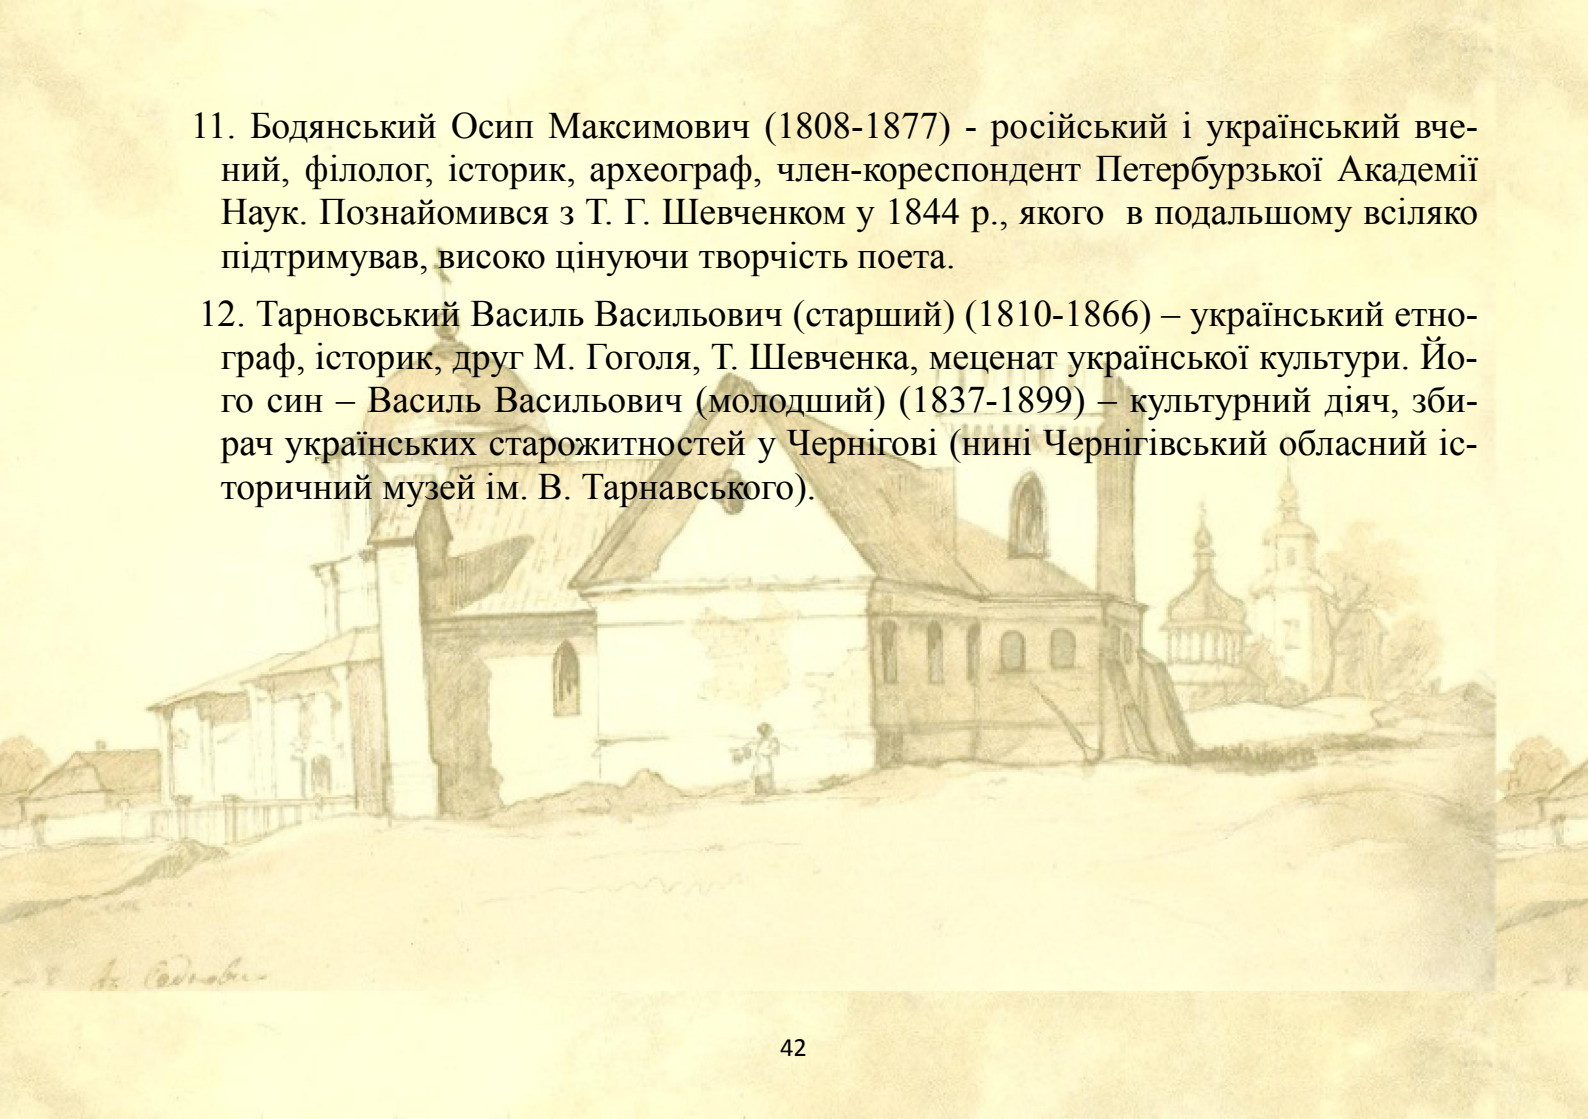 11. Бодянський Осип Максимович (1808-1877) - російський і український вче-
ний, філолог, історик, археограф, член-кореспондент Петербурзької Академії
Наук. Познайомився з Т. Г. Шевченком у 1844 р., якого в подальшому всіляко
підтримував, високо цінуючи творчість поета.
12. Тарновський Василь Васильович (старший) (1810-1866) – український етно-
граф, історик, друг М. Гоголя, Т. Шевченка, меценат української культури. Йо-
го син – Василь Васильович (молодший) (1837-1899) – культурний діяч, зби-
рач українських старожитностей у Чернігові (нині Чернігівський обласний іс-
торичний музей ім. В. Тарнавського).
42